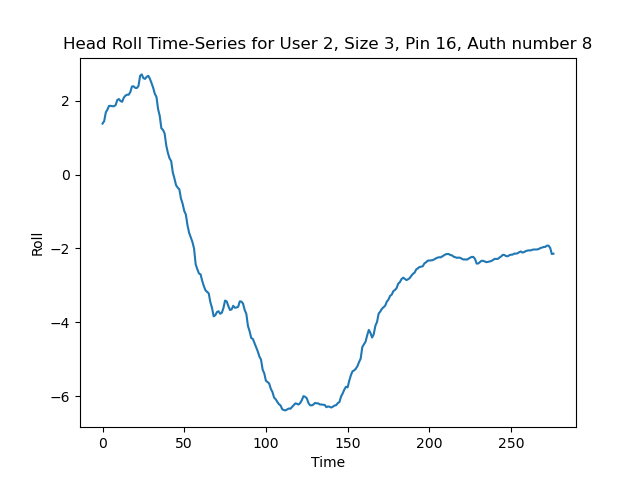 Head Roll Time-Series for User 2, Size 3, Pin 16, Auth number 8
2
0
−2
−4
−6
Roll
0 50 100 150 200 250
Time